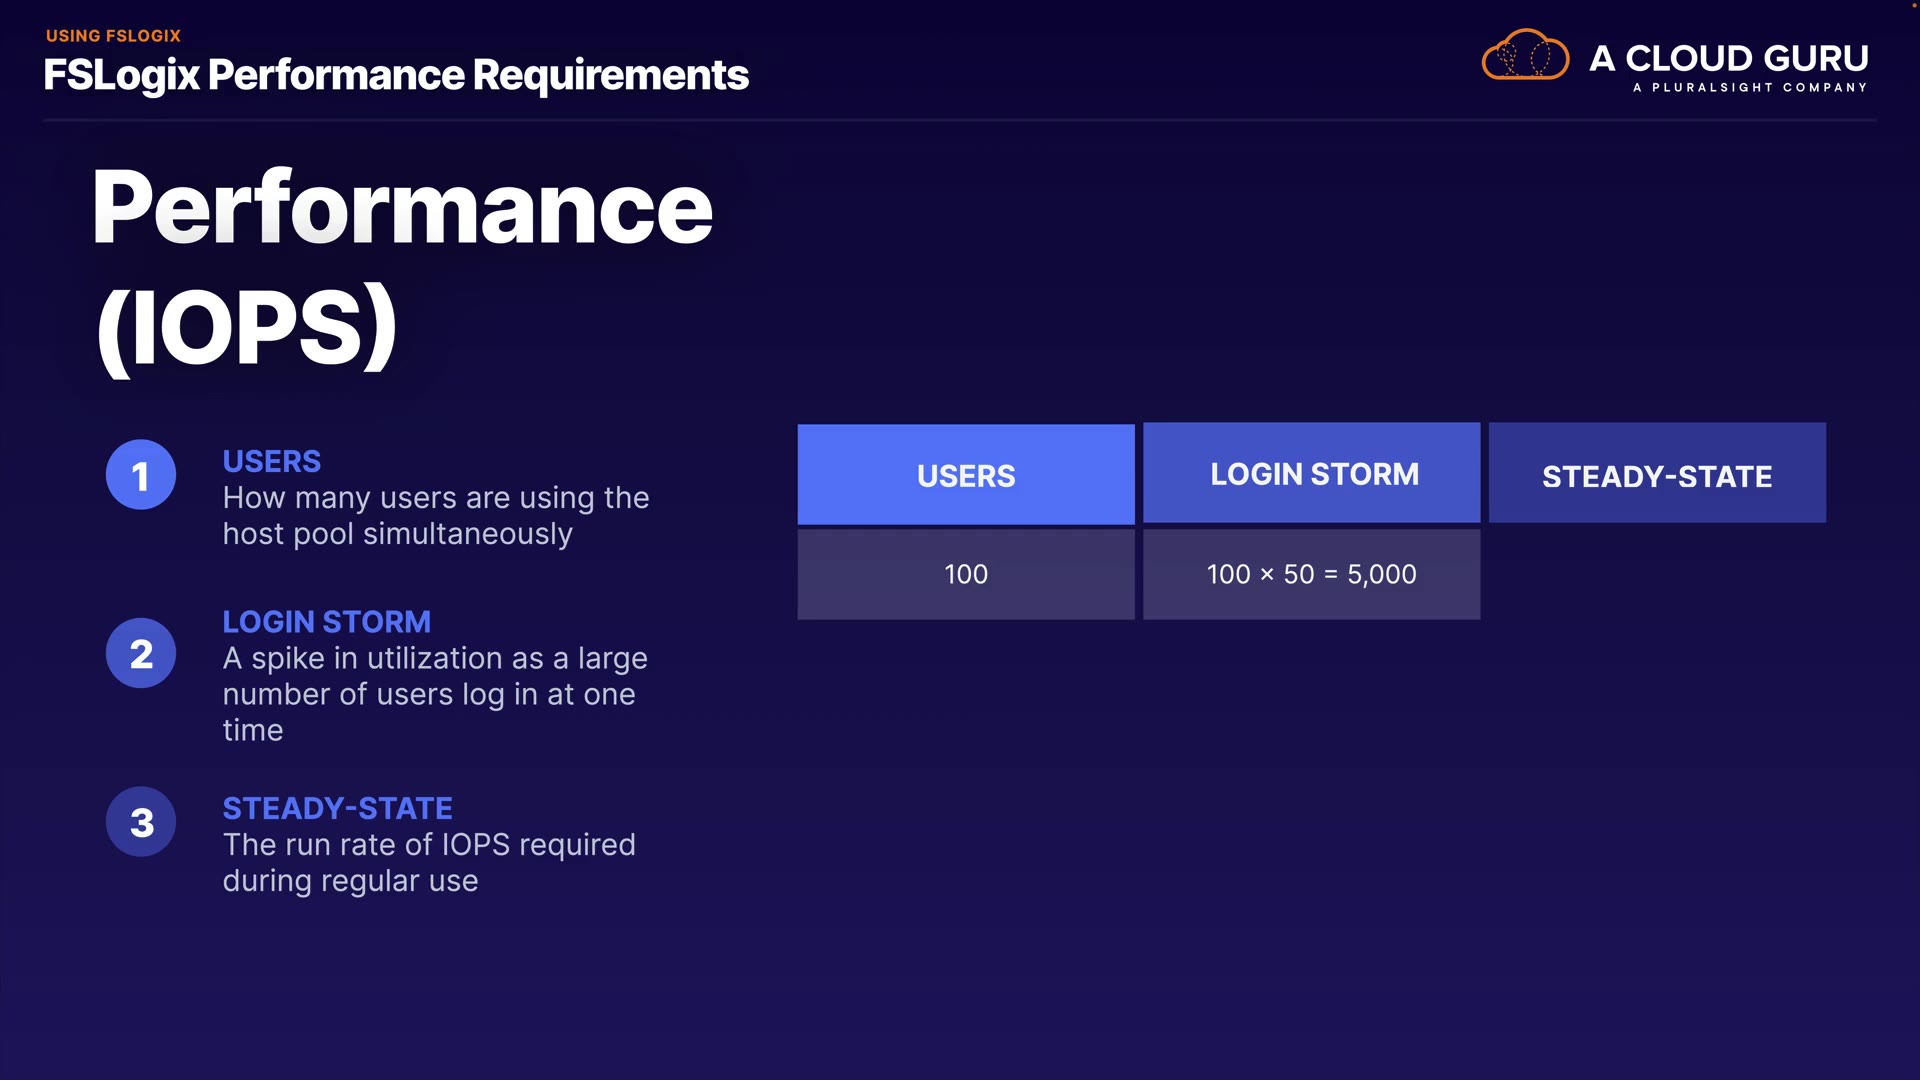 USING FSLOGIX
FSLogix Performance Requirements
A CLOUD GURU
A PLURALSIGHT COMPANY
Performance
(IOPS)
1
USERS
How many users are using the
host pool simultaneously
2
LOGIN STORM
A spike in utilization as a large
number of users log in at one
time
3
STEADY-STATE
The run rate of IOPS required
during regular use
USERS
LOGIN STORM
STEADY-STATE
100
100 × 50 = 5,000